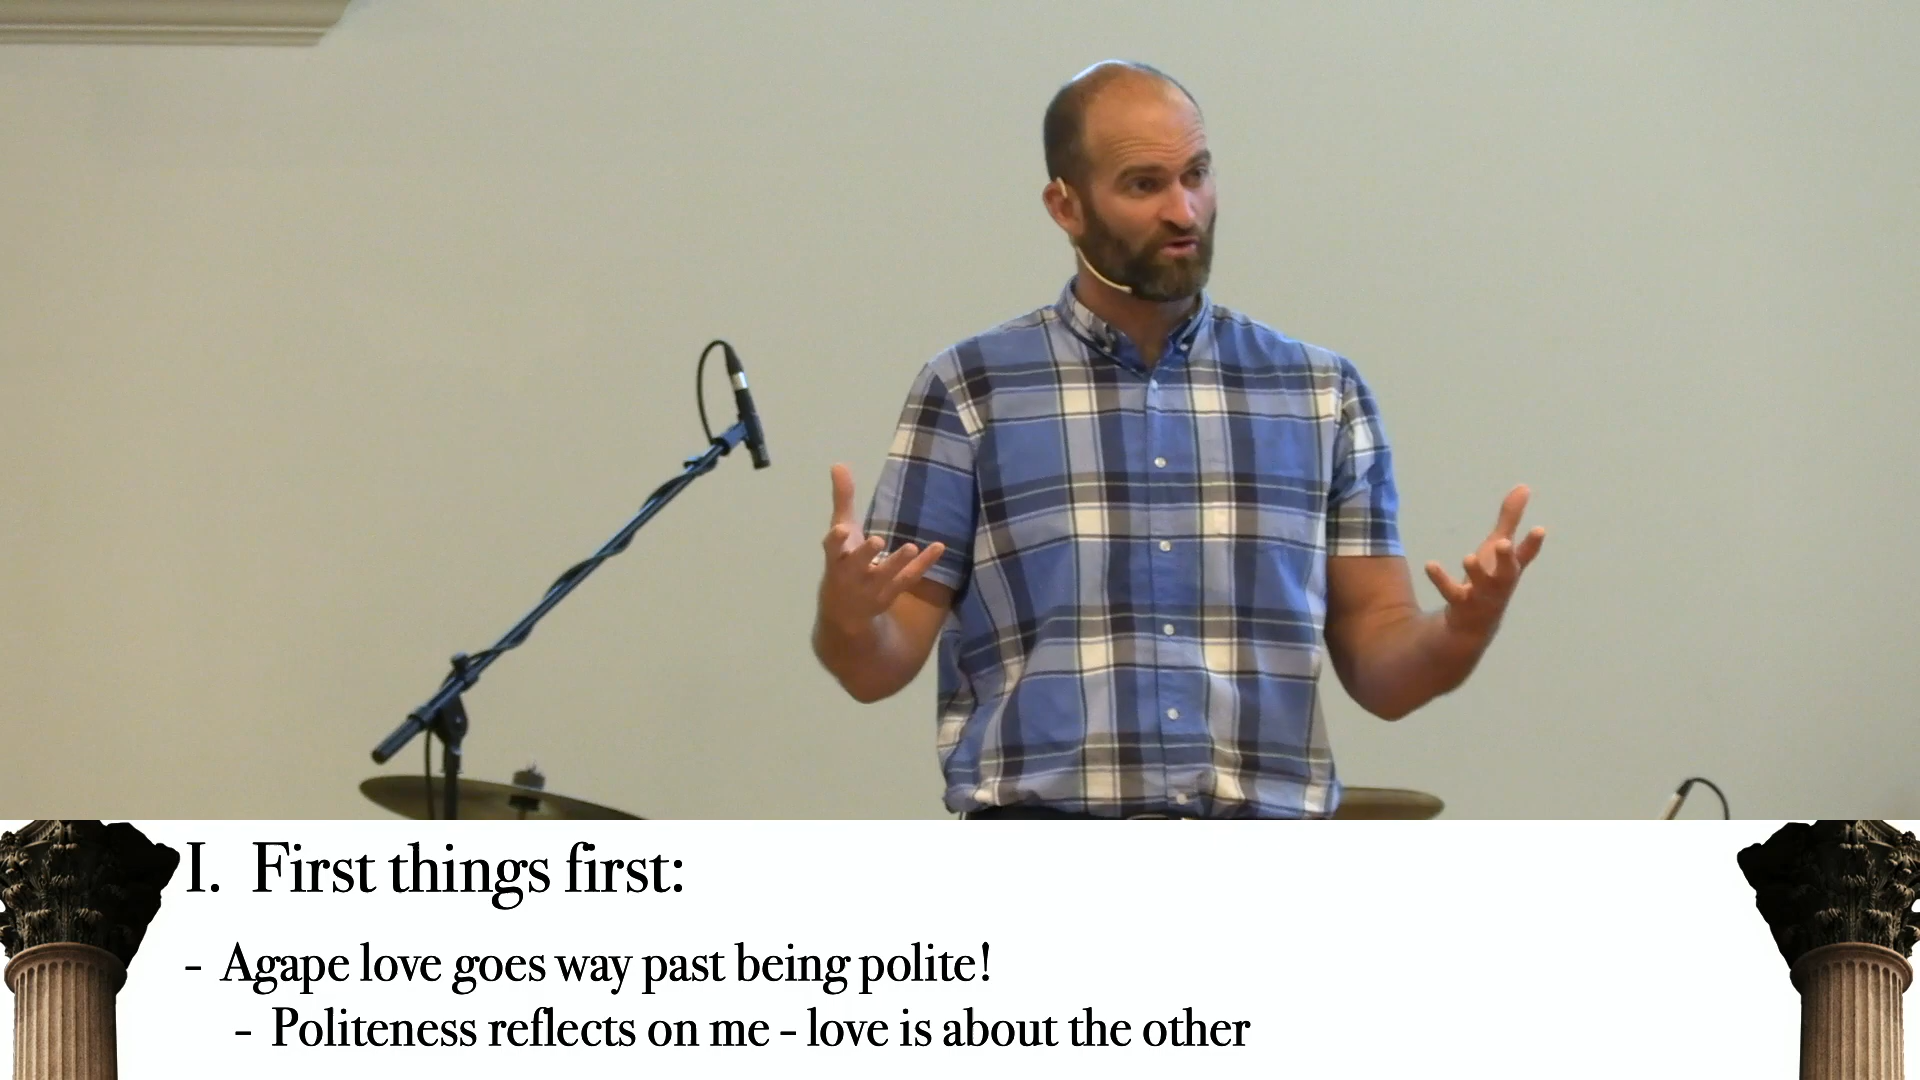 I. First things first:
- Agape love goes way past being polite!
- Politeness reflects on me - love is about the other